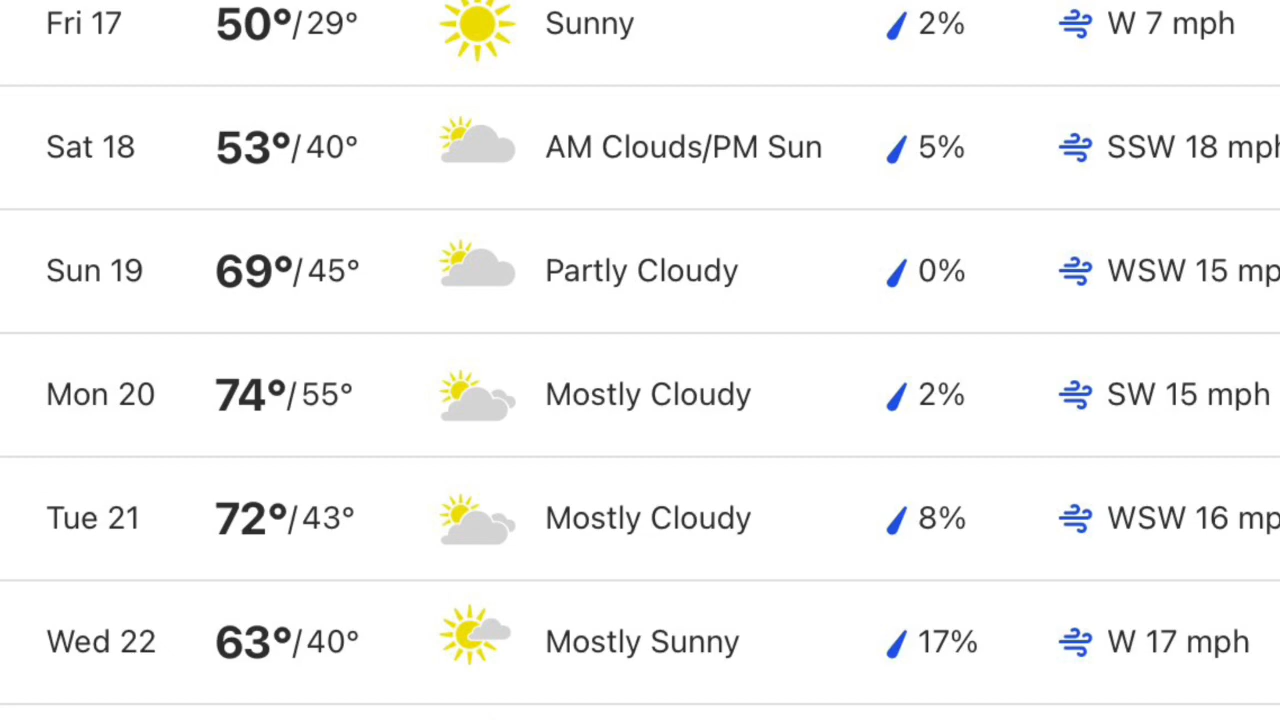 Fri 17 50°/29° Sunny 2% W 7 mph
Sat 18 53°/40° AM Clouds/PM Sun 5% SSW 18 mph
Sun 19 69°/45° Partly Cloudy 0% WSW 15 mp
Mon 20 74°/55° Mostly Cloudy 2% SW 15 mph
Tue 21 72°/43° Mostly Cloudy 8% WSW 16 mp
Wed 22 63°/40° Mostly Sunny 17% W 17 mph